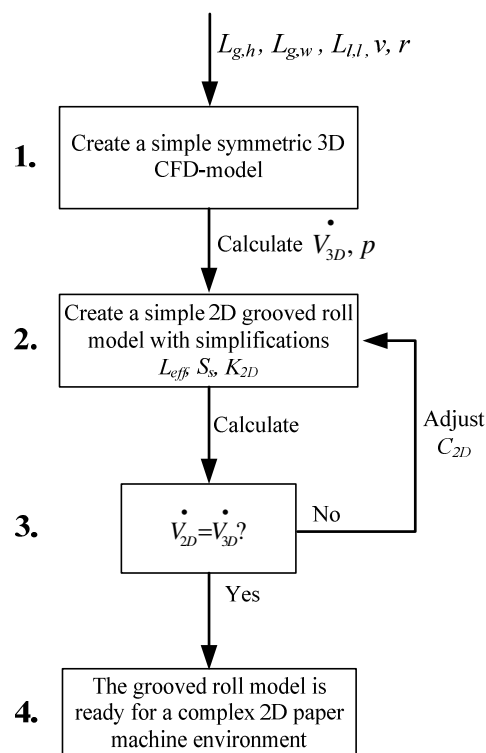 L_{g,h}, L_{g,w}, L_{l,l}, v, r
1.
Create a simple symmetric 3D
CFD-model
Calculate V̇_{3D}, p
2.
Create a simple 2D grooved roll
model with simplifications
L_{eff}, S_s, K_{2D}
Calculate
Adjust
C_{2D}
3.
V̇_{2D}=V̇_{3D}?
No
Yes
4.
The grooved roll model is
ready for a complex 2D paper
machine environment